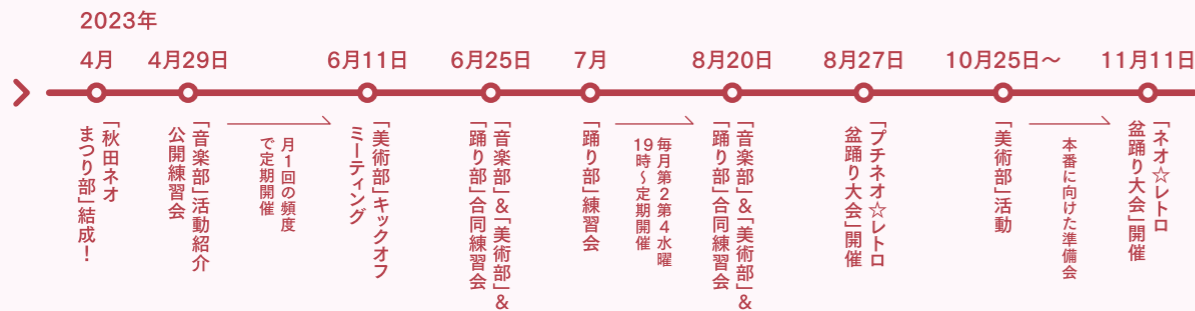 2023年
4月
「秋田ネオ
まつり部」結成！
4月29日
「音楽部」活動紹介
公開練習会
月1回の頻度
で定期開催
6月11日
「美術部」キックオフ
ミーティング
6月25日
「音楽部」&「美術部」&
「踊り部」合同練習会
7月
「踊り部」練習会
毎月第2第4水曜
19時〜定期開催
8月20日
「音楽部」&「美術部」&
「踊り部」合同練習会
8月27日
「プチネオ☆レトロ
盆踊り大会」開催
10月25日〜
「美術部」活動
本番に向けた準備会
11月11日
「ネオ☆レトロ
盆踊り大会」開催